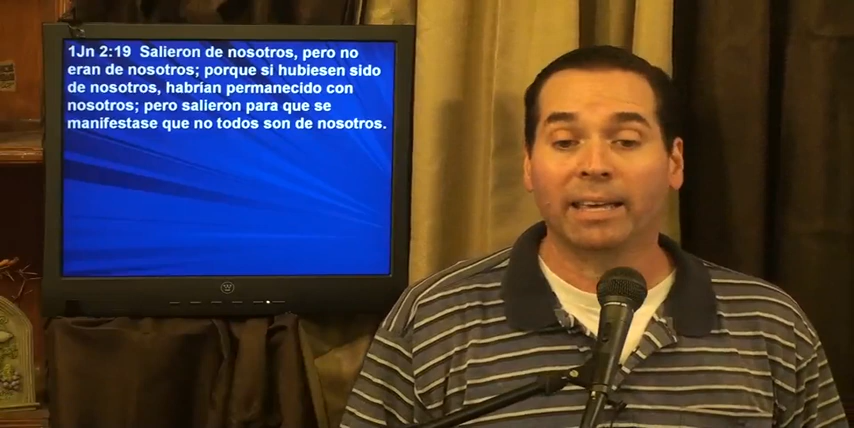 1Jn 2:19 Salieron de nosotros, pero no
eran de nosotros; porque si hubiesen sido
de nosotros, habrían permanecido con
nosotros; pero salieron para que se
manifestase que no todos son de nosotros.